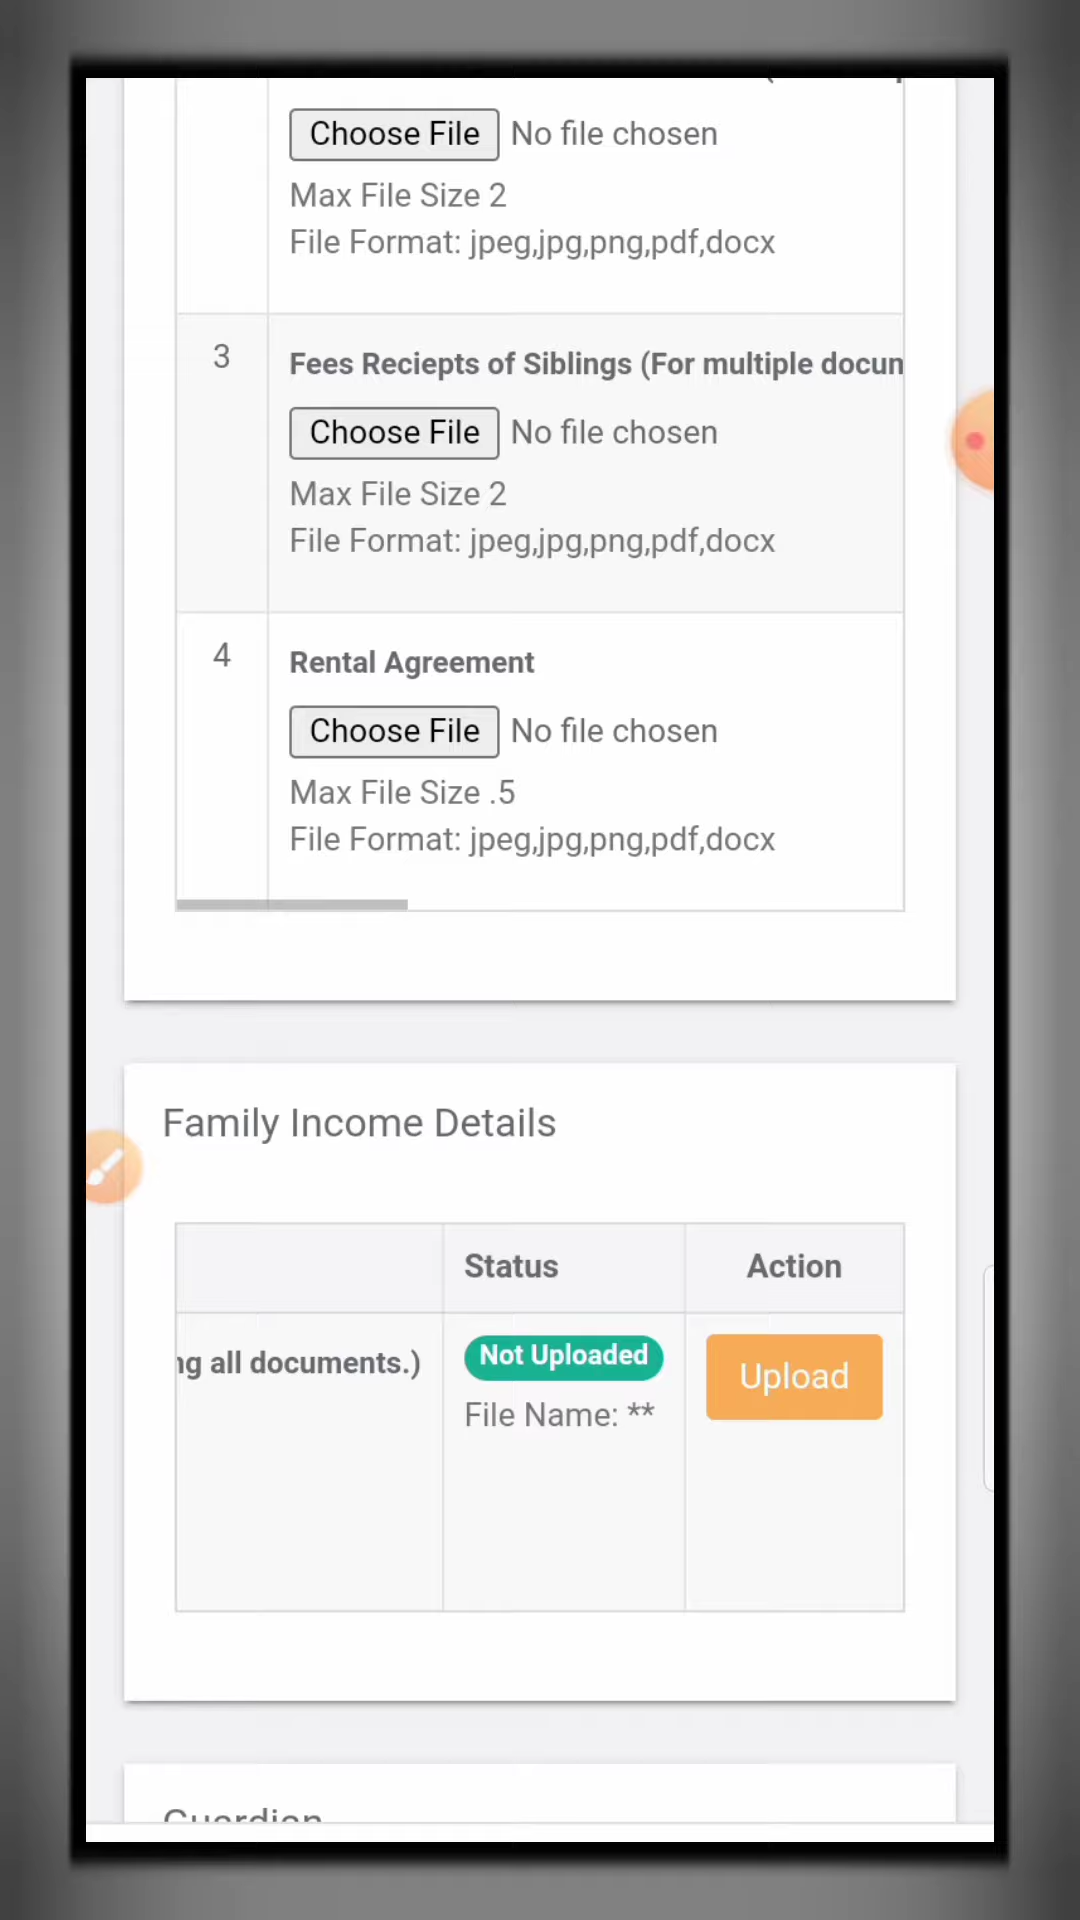 Choose File No file chosen
Max File Size 2
File Format: jpeg,jpg,png,pdf,docx
3
Fees Reciepts of Siblings (For multiple docun
Choose File No file chosen
Max File Size 2
File Format: jpeg,jpg,png,pdf,docx
4
Rental Agreement
Choose File No file chosen
Max File Size .5
File Format: jpeg,jpg,png,pdf,docx
Family Income Details
Status Action
ng all documents.) Not Uploaded Upload
File Name: **
Guardian